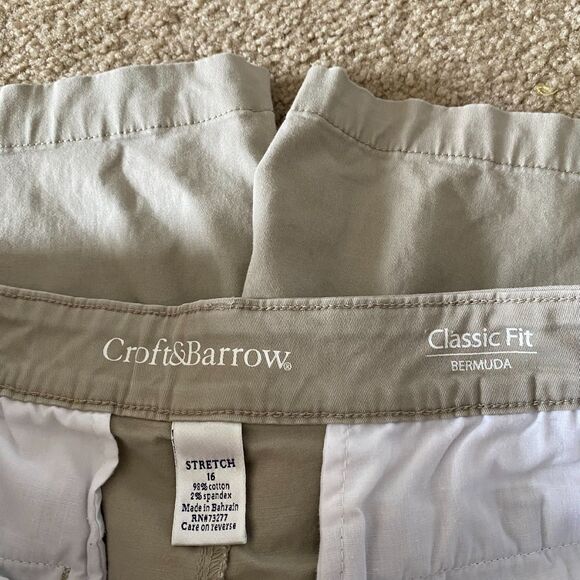 Croft&Barrow®
Classic Fit
BERMUDA
STRETCH
16
98% cotton
2% spandex
Made in Bahrain
RN#73277
Care on reverse